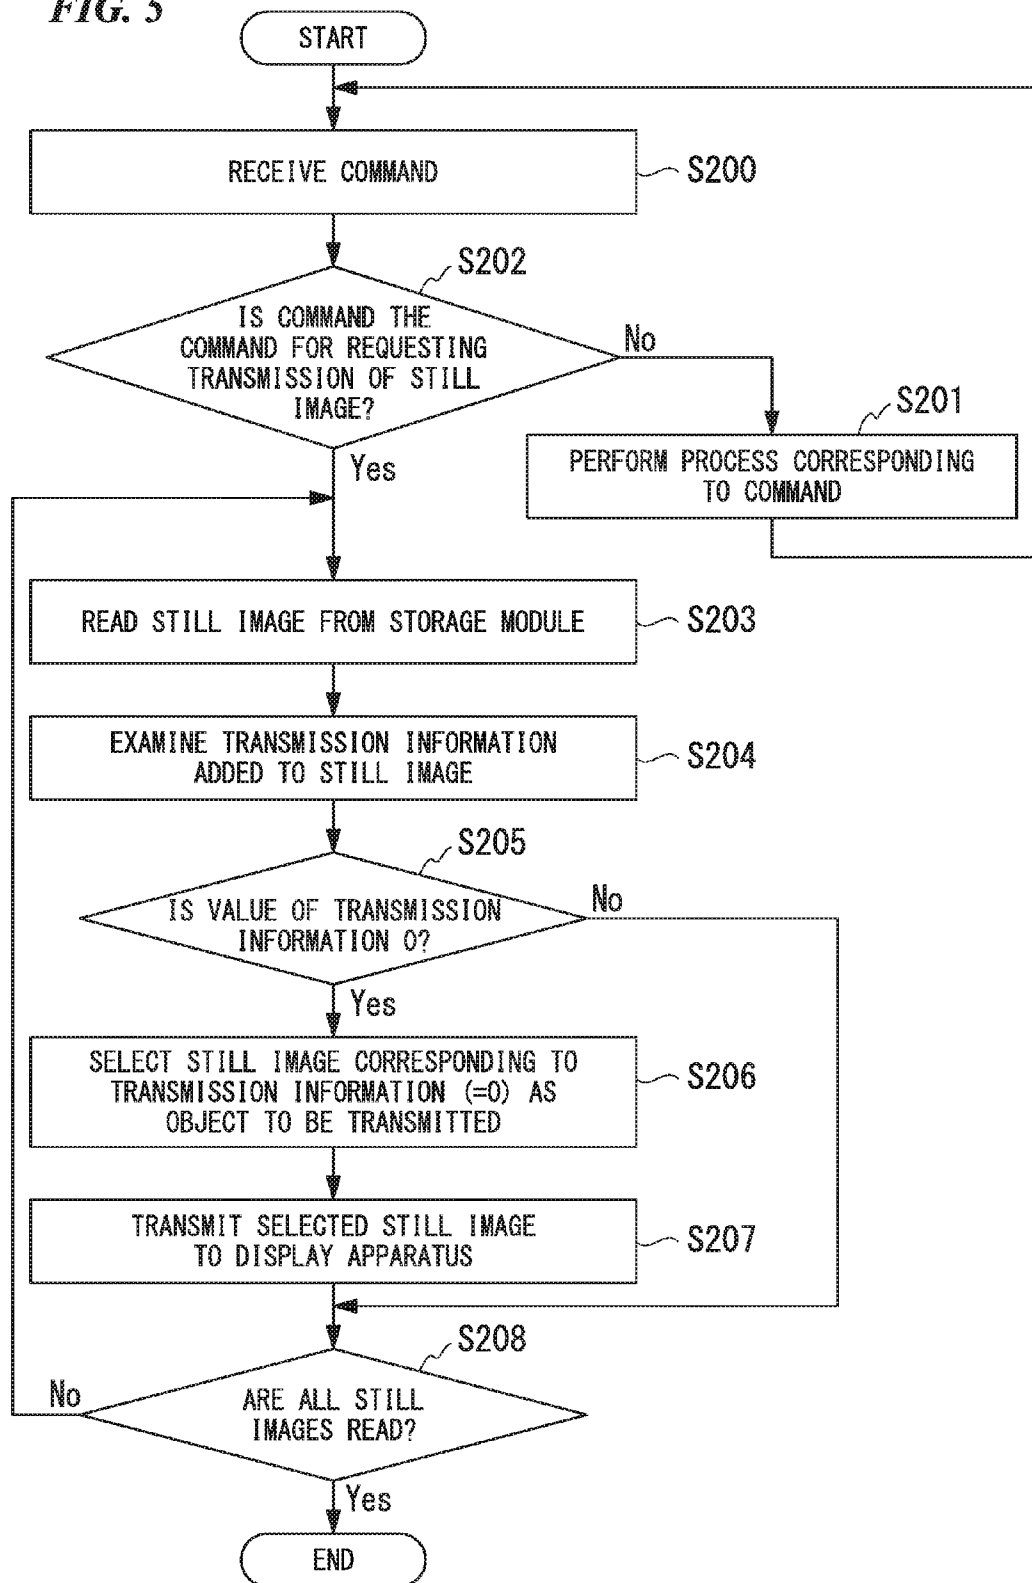 FIG. 5
START
RECEIVE COMMAND
S200
S202
IS COMMAND THE
COMMAND FOR REQUESTING
TRANSMISSION OF STILL
IMAGE?
No
Yes
S201
PERFORM PROCESS CORRESPONDING
TO COMMAND
READ STILL IMAGE FROM STORAGE MODULE
S203
EXAMINE TRANSMISSION INFORMATION
ADDED TO STILL IMAGE
S204
S205
IS VALUE OF TRANSMISSION
INFORMATION 0?
No
Yes
SELECT STILL IMAGE CORRESPONDING TO
TRANSMISSION INFORMATION (=0) AS
OBJECT TO BE TRANSMITTED
S206
TRANSMIT SELECTED STILL IMAGE
TO DISPLAY APPARATUS
S207
S208
ARE ALL STILL
IMAGES READ?
No
Yes
END